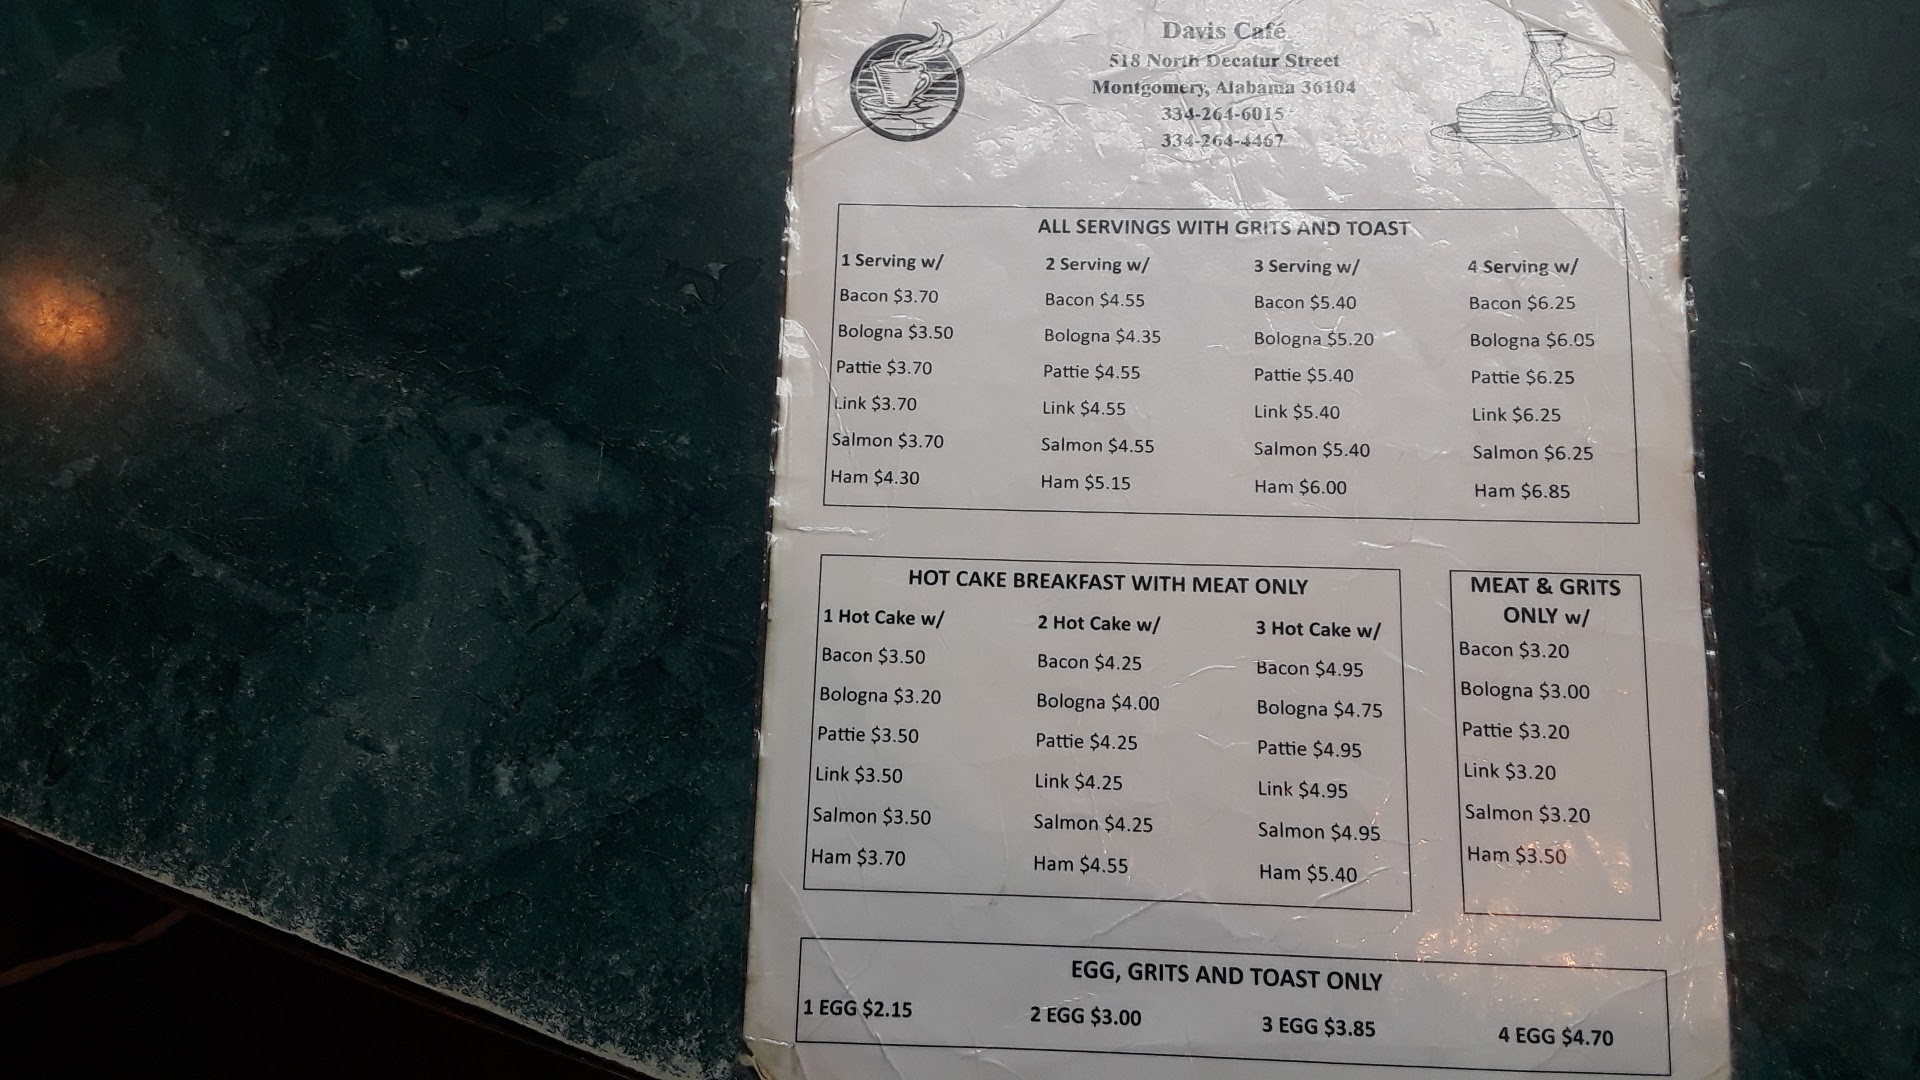 Davis Café
518 North Decatur Street
Montgomery, Alabama 36104
334-264-6015
334-264-4467
ALL SERVINGS WITH GRITS AND TOAST
1 Serving w/ 2 Serving w/ 3 Serving w/ 4 Serving w/
Bacon $3.70 Bacon $4.55 Bacon $5.40 Bacon $6.25
Bologna $3.50 Bologna $4.35 Bologna $5.20 Bologna $6.05
Pattie $3.70 Pattie $4.55 Pattie $5.40 Pattie $6.25
Link $3.70 Link $4.55 Link $5.40 Link $6.25
Salmon $3.70 Salmon $4.55 Salmon $5.40 Salmon $6.25
Ham $4.30 Ham $5.15 Ham $6.00 Ham $6.85
HOT CAKE BREAKFAST WITH MEAT ONLY
1 Hot Cake w/ 2 Hot Cake w/ 3 Hot Cake w/
Bacon $3.50 Bacon $4.25 Bacon $4.95
Bologna $3.20 Bologna $4.00 Bologna $4.75
Pattie $3.50 Pattie $4.25 Pattie $4.95
Link $3.50 Link $4.25 Link $4.95
Salmon $3.50 Salmon $4.25 Salmon $4.95
Ham $3.70 Ham $4.55 Ham $5.40
MEAT & GRITS
ONLY w/
Bacon $3.20
Bologna $3.00
Pattie $3.20
Link $3.20
Salmon $3.20
Ham $3.50
EGG, GRITS AND TOAST ONLY
1 EGG $2.15 2 EGG $3.00 3 EGG $3.85 4 EGG $4.70